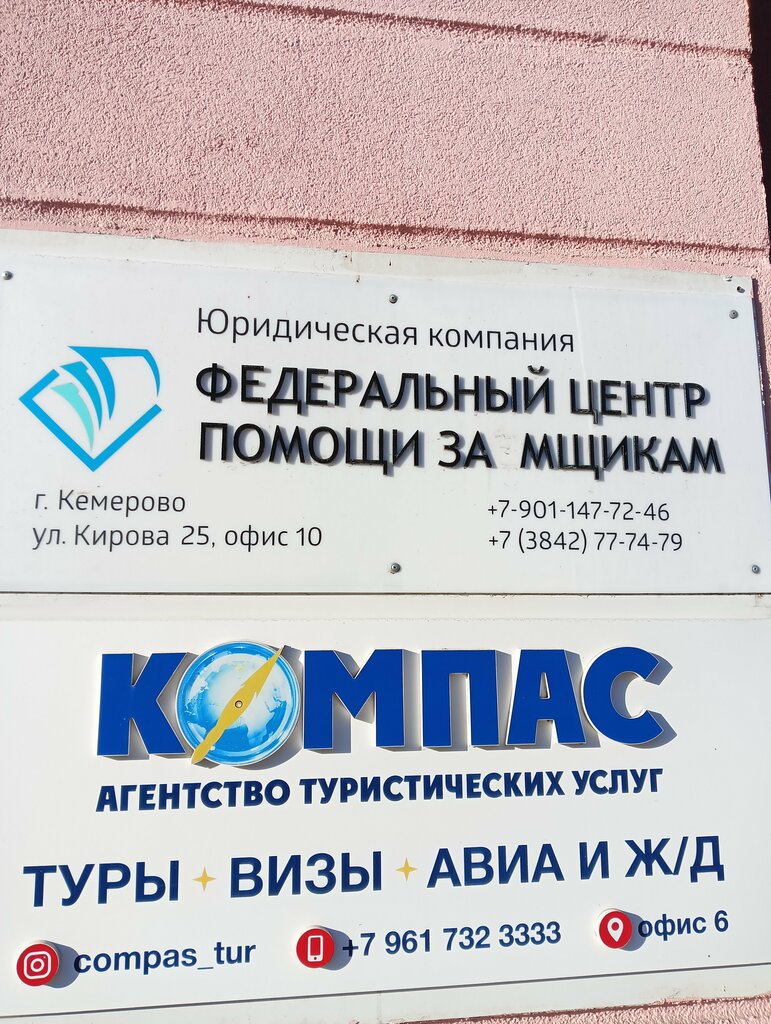 Юридическая компания
ФЕДЕРАЛЬНЫЙ ЦЕНТР
ПОМОЩИ ЗА МЩИКАМ
г. Кемерово
ул. Кирова 25, офис 10
+7-901-147-72-46
+7 (3842) 77-74-79
КОМПАС
АГЕНТСТВО ТУРИСТИЧЕСКИХ УСЛУГ
ТУРЫ ВИЗЫ АВИА И Ж/Д
compas_tur +7 961 732 3333 офис 6